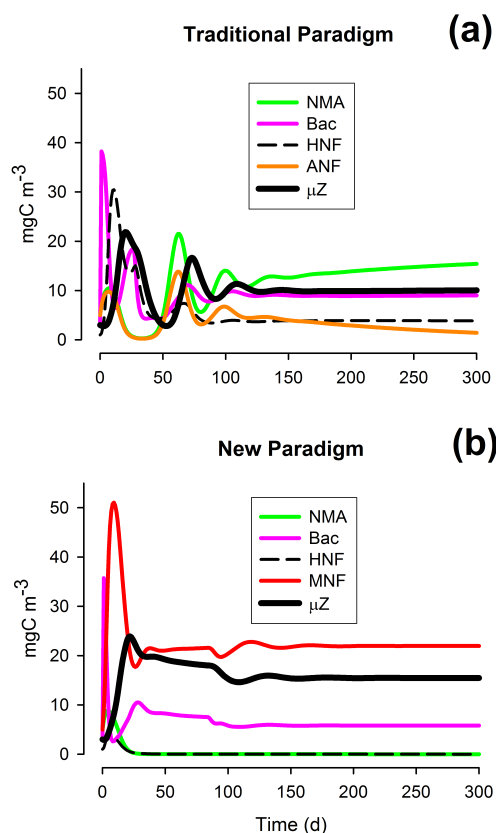 (a)
Traditional Paradigm
NMA
Bac
HNF
ANF
μZ
mgC m-3
50
40
30
20
10
0
0 50 100 150 200 250 300
(b)
New Paradigm
NMA
Bac
HNF
MNF
μZ
mgC m-3
50
40
30
20
10
0
0 50 100 150 200 250 300
Time (d)